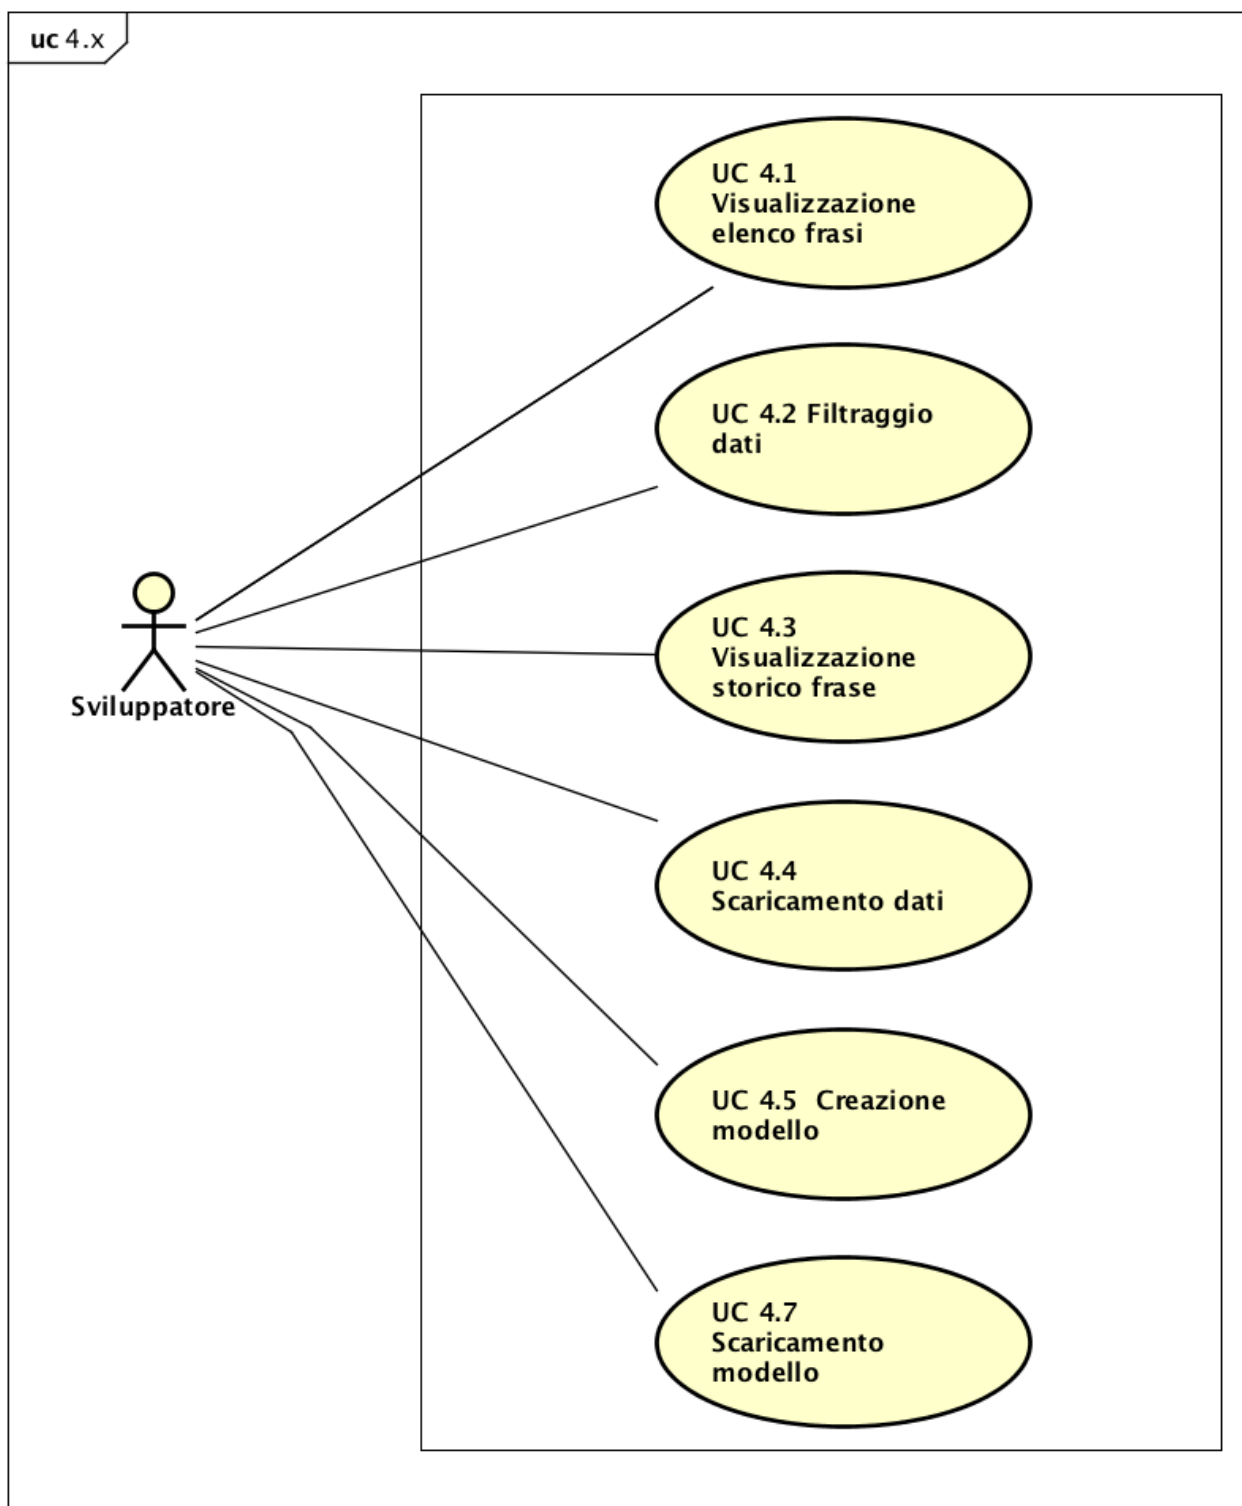 uc 4.x
UC 4.1
Visualizzazione
elenco frasi
UC 4.2 Filtraggio
dati
UC 4.3
Visualizzazione
storico frase
Sviluppatore
UC 4.4
Scaricamento dati
UC 4.5  Creazione
modello
UC 4.7
Scaricamento
modello